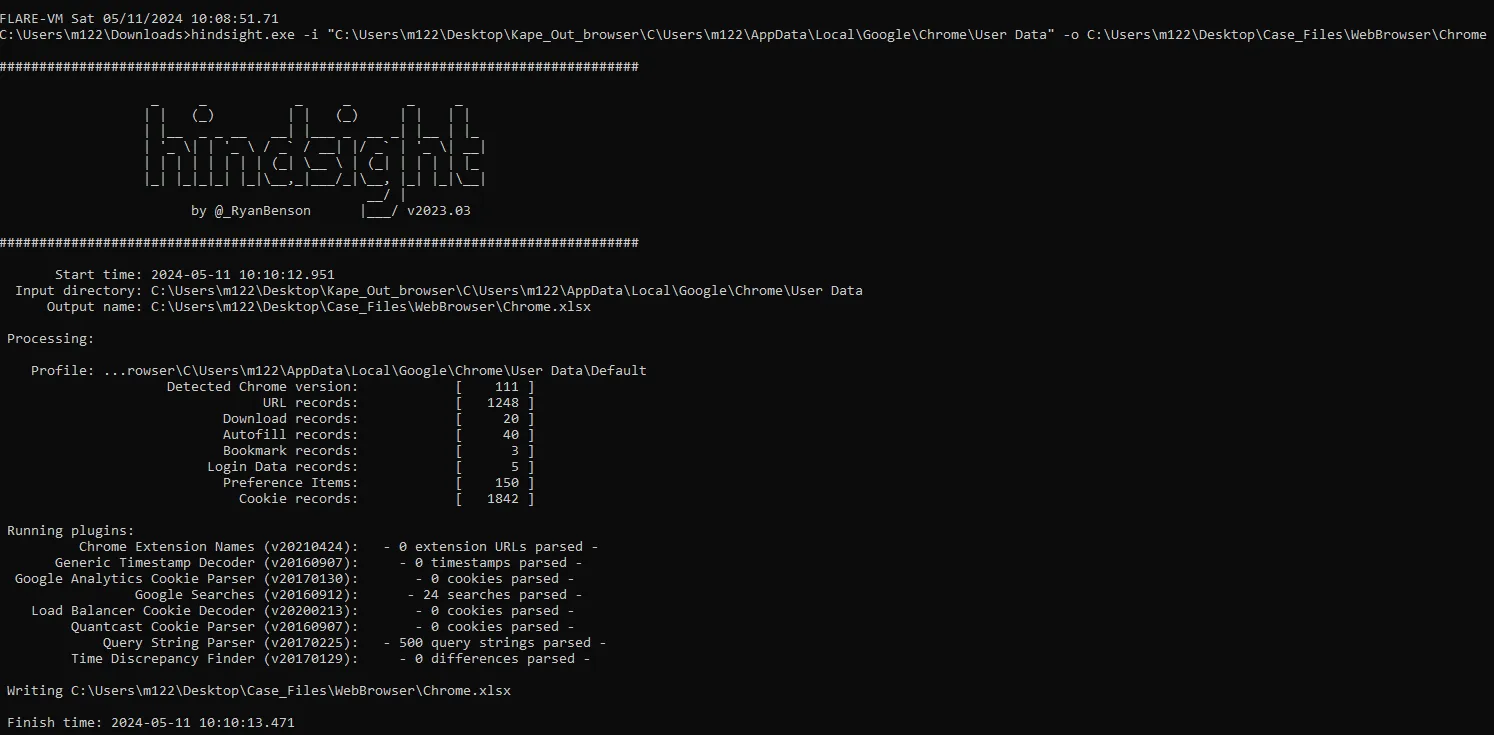 FLARE-VM Sat 05/11/2024 10:08:51.71
C:\Users\m122\Downloads>hindsight.exe -i "C:\Users\m122\Desktop\Kape_Out_browser\C\Users\m122\AppData\Local\Google\Chrome\User Data" -o C:\Users\m122\Desktop\Case_Files\WebBrowser\Chrome
################################################################################
hindsight
by @_RyanBenson v2023.03
################################################################################
Start time: 2024-05-11 10:10:12.951
Input directory: C:\Users\m122\Desktop\Kape_Out_browser\C\Users\m122\AppData\Local\Google\Chrome\User Data
Output name: C:\Users\m122\Desktop\Case_Files\WebBrowser\Chrome.xlsx
Processing:
Profile: ...rowser\C\Users\m122\AppData\Local\Google\Chrome\User Data\Default
Detected Chrome version: [ 111 ]
URL records: [ 1248 ]
Download records: [ 20 ]
Autofill records: [ 40 ]
Bookmark records: [ 3 ]
Login Data records: [ 5 ]
Preference Items: [ 150 ]
Cookie records: [ 1842 ]
Running plugins:
Chrome Extension Names (v20210424): - 0 extension URLs parsed -
Generic Timestamp Decoder (v20160907): - 0 timestamps parsed -
Google Analytics Cookie Parser (v20170130): - 0 cookies parsed -
Google Searches (v20160912): - 24 searches parsed -
Load Balancer Cookie Decoder (v20200213): - 0 cookies parsed -
Quantcast Cookie Parser (v20160907): - 0 cookies parsed -
Query String Parser (v20170225): - 500 query strings parsed -
Time Discrepancy Finder (v20170129): - 0 differences parsed -
Writing C:\Users\m122\Desktop\Case_Files\WebBrowser\Chrome.xlsx
Finish time: 2024-05-11 10:10:13.471